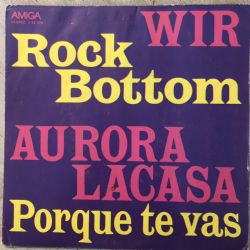 WIR
AMIGA
Rock
Bottom
AURORA
LACASA
Porque te vas